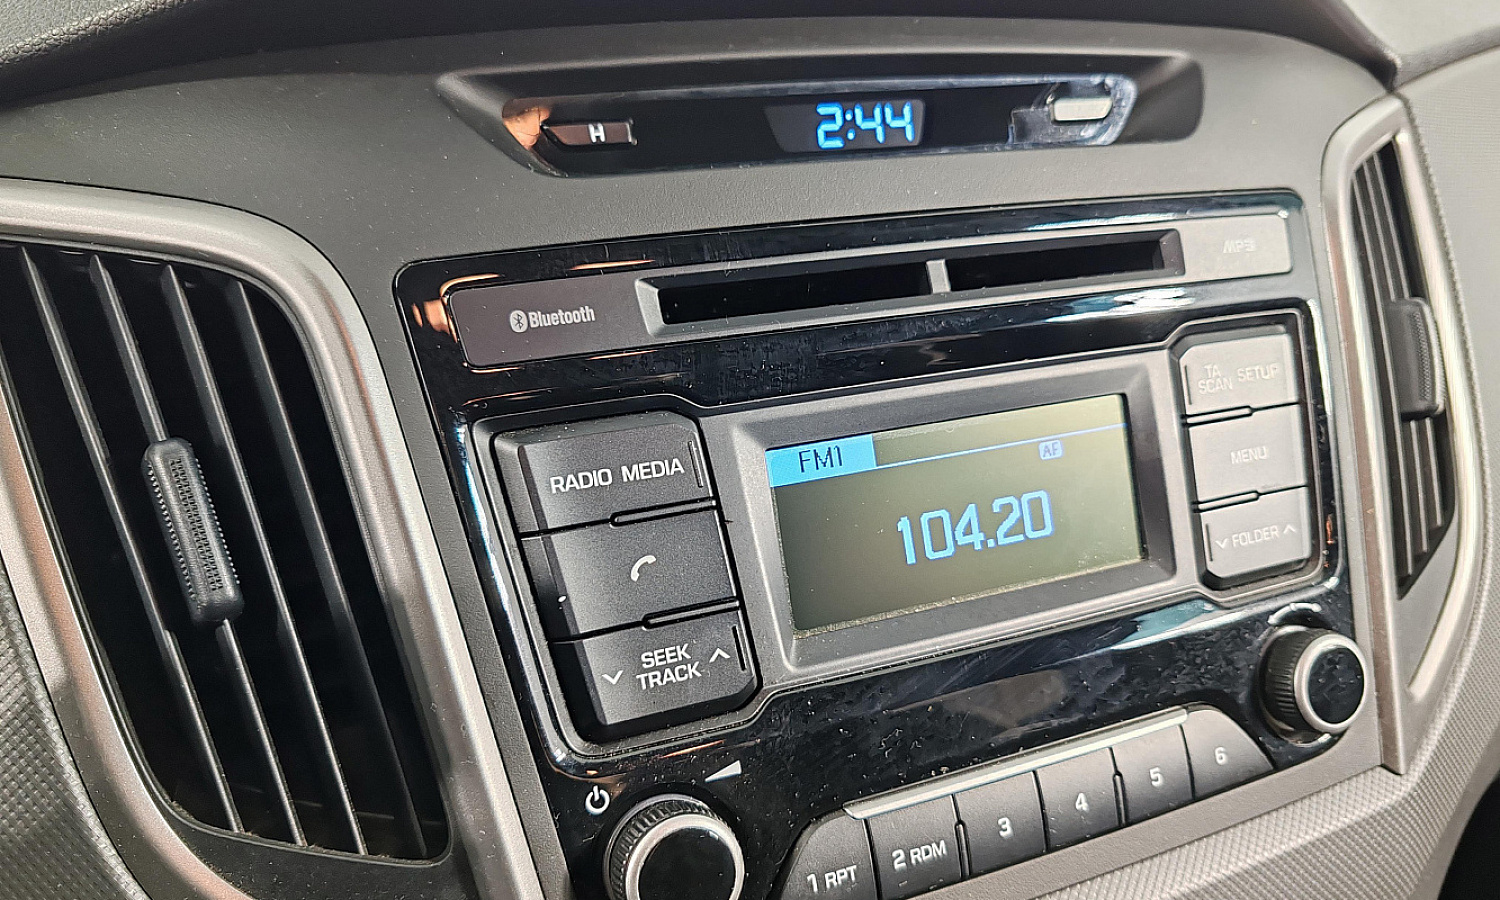 H
2:44
Bluetooth
MP3
RADIO MEDIA
SEEK
TRACK
FM1
AF
104.20
TA
SCAN SETUP
MENU
FOLDER
1 RPT
2 RDM
3
4
5
6